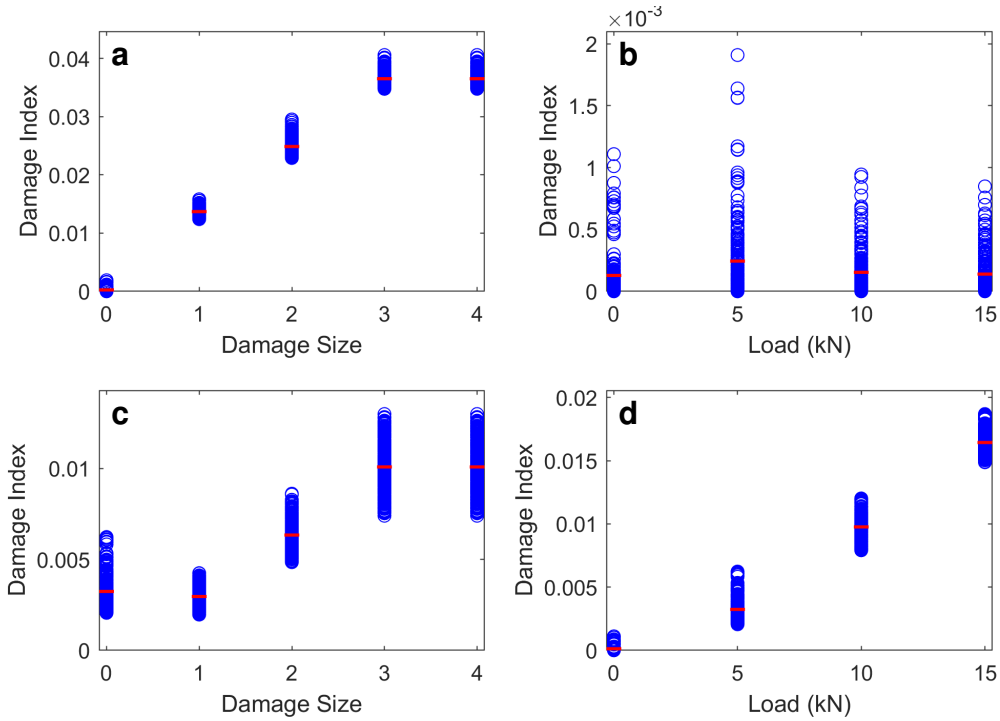 a
Damage Index
0.04
0.03
0.02
0.01
0
0 1 2 3 4
Damage Size
×10⁻³
b
Damage Index
2
1.5
1
0.5
0
0 5 10 15
Load (kN)
c
Damage Index
0.01
0.005
0
0 1 2 3 4
Damage Size
d
Damage Index
0.02
0.015
0.01
0.005
0
0 5 10 15
Load (kN)